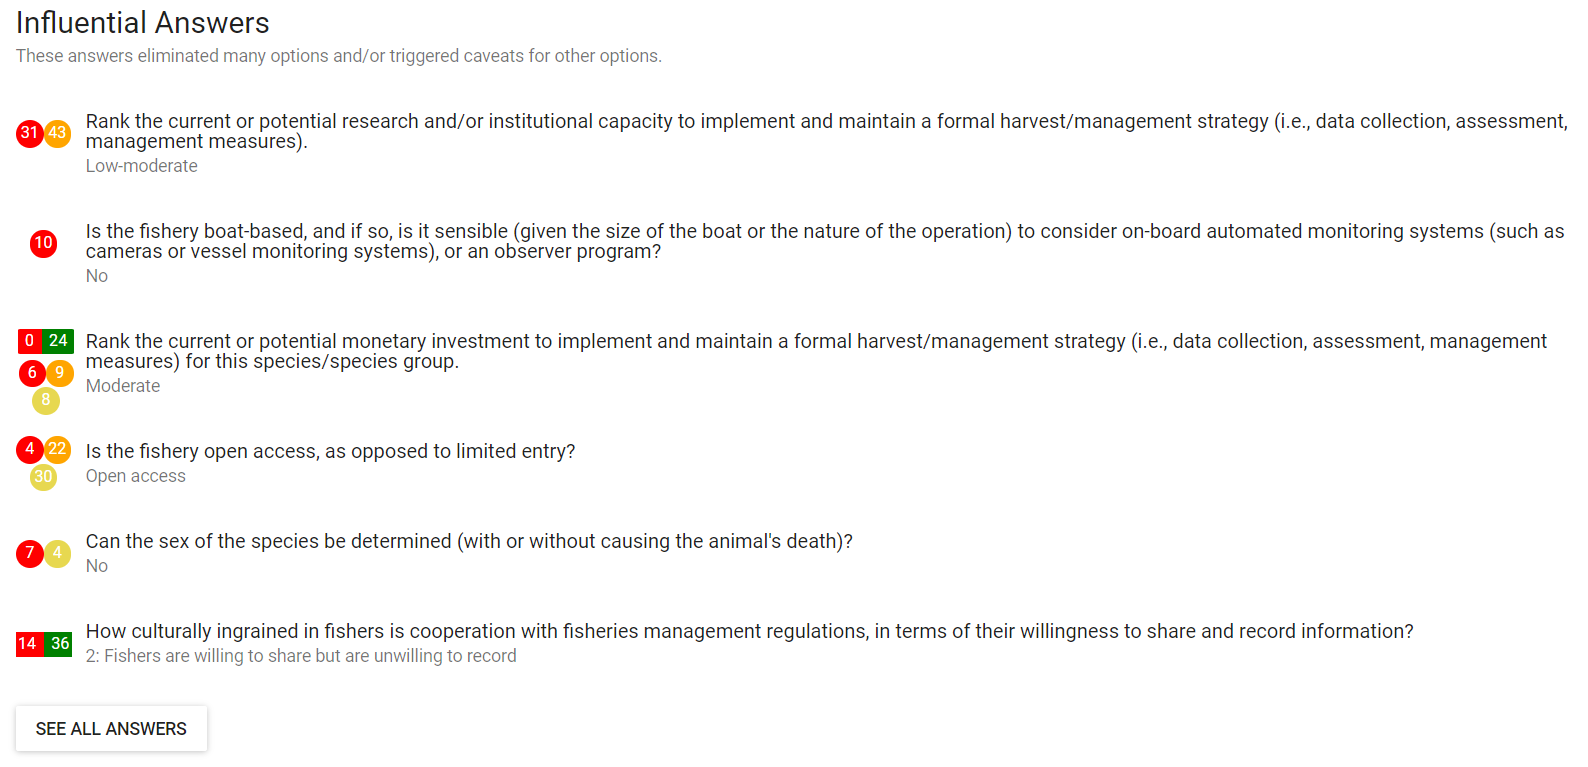 Influential Answers
These answers eliminated many options and/or triggered caveats for other options.
31 43
Rank the current or potential research and/or institutional capacity to implement and maintain a formal harvest/management strategy (i.e., data collection, assessment,
management measures).
Low-moderate
10
Is the fishery boat-based, and if so, is it sensible (given the size of the boat or the nature of the operation) to consider on-board automated monitoring systems (such as
cameras or vessel monitoring systems), or an observer program?
No
0 24
6 9
8
Rank the current or potential monetary investment to implement and maintain a formal harvest/management strategy (i.e., data collection, assessment, management
measures) for this species/species group.
Moderate
4 22
30
Is the fishery open access, as opposed to limited entry?
Open access
7 4
Can the sex of the species be determined (with or without causing the animal's death)?
No
14 36
How culturally ingrained in fishers is cooperation with fisheries management regulations, in terms of their willingness to share and record information?
2: Fishers are willing to share but are unwilling to record
SEE ALL ANSWERS